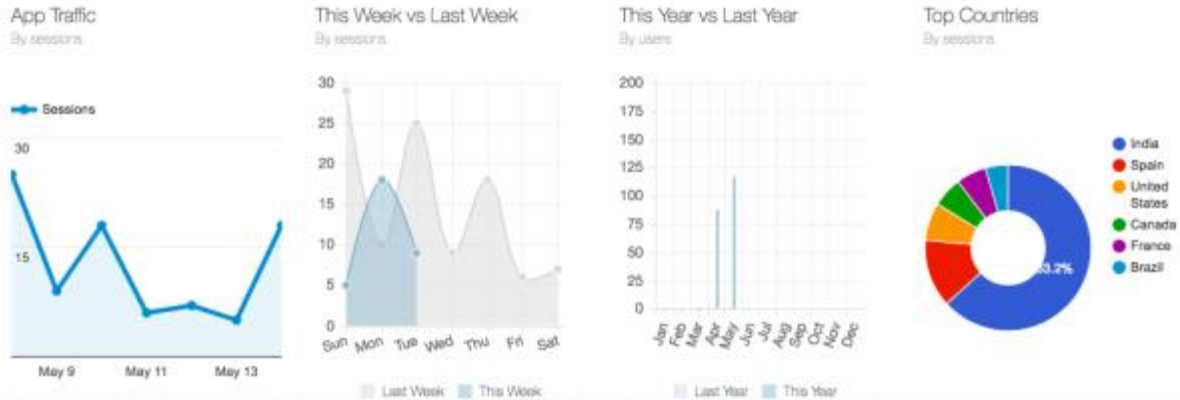 App Traffic
By sessions
Sessions
30
15
May 9
May 11
May 13
This Week vs Last Week
By sessions
30
25
20
15
10
5
0
Sun
Mon
Tue
Wed
Thu
Fri
Sat
Last Week
This Week
This Year vs Last Year
By users
200
175
150
125
100
75
50
25
0
Jan
Feb
Mar
Apr
May
Jun
Jul
Aug
Sep
Oct
Nov
Dec
Last Year
This Year
Top Countries
By sessions
3.2%
India
Spain
United
States
Canada
France
Brazil